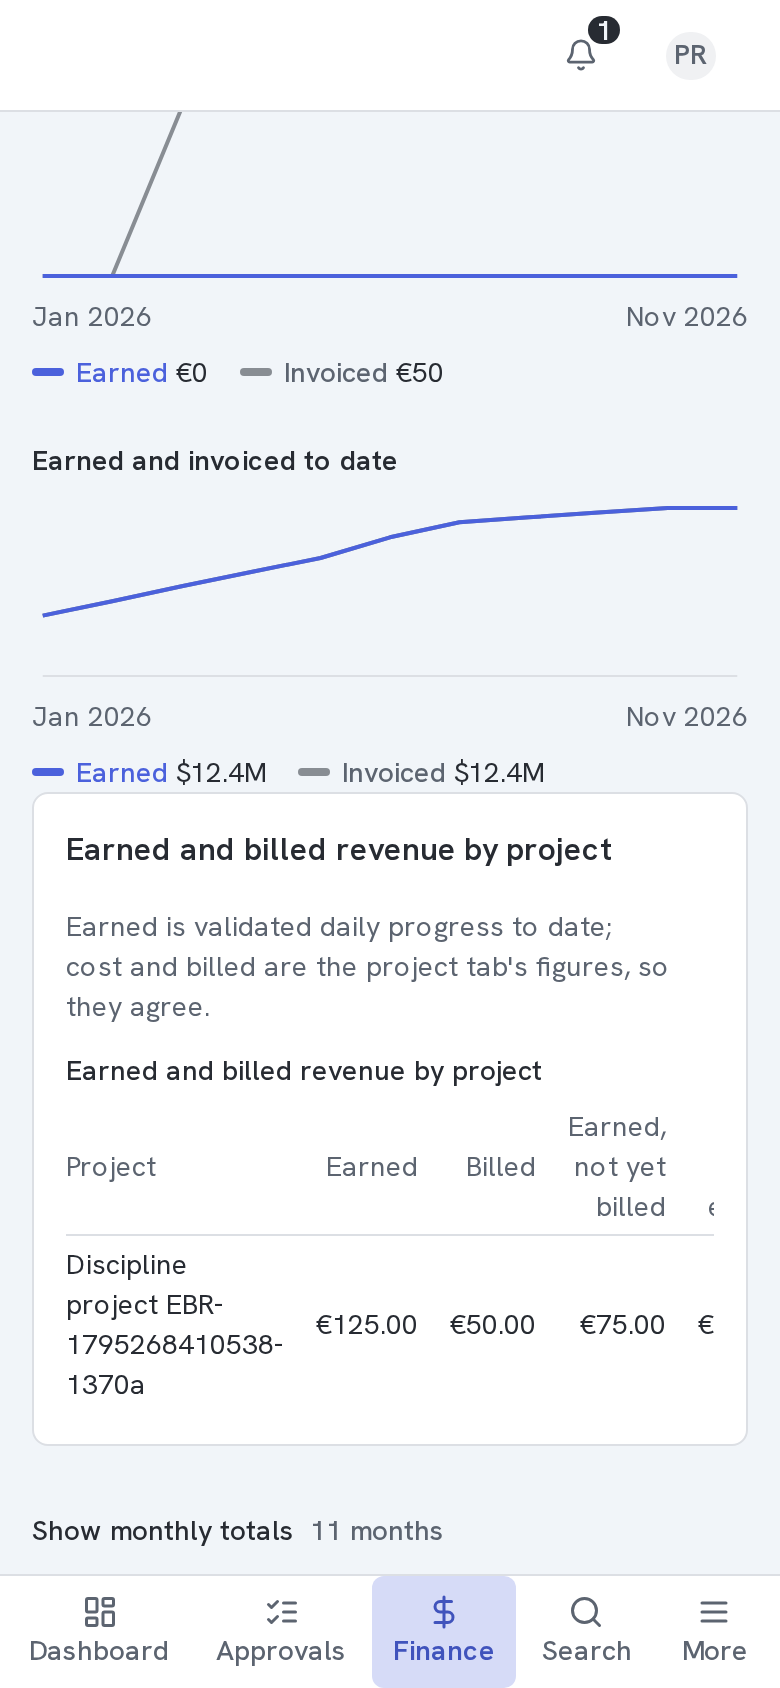 1
PR
Jan 2026 Nov 2026
Earned €0 Invoiced €50
Earned and invoiced to date
Jan 2026 Nov 2026
Earned $12.4M Invoiced $12.4M
Earned and billed revenue by project
Earned is validated daily progress to date;
cost and billed are the project tab's figures, so
they agree.
Earned and billed revenue by project
Project Earned Billed Earned,
not yet
billed
Discipline
project EBR-
1795268410538-
1370a
€125.00 €50.00 €75.00 €
Show monthly totals 11 months
Dashboard Approvals Finance Search More